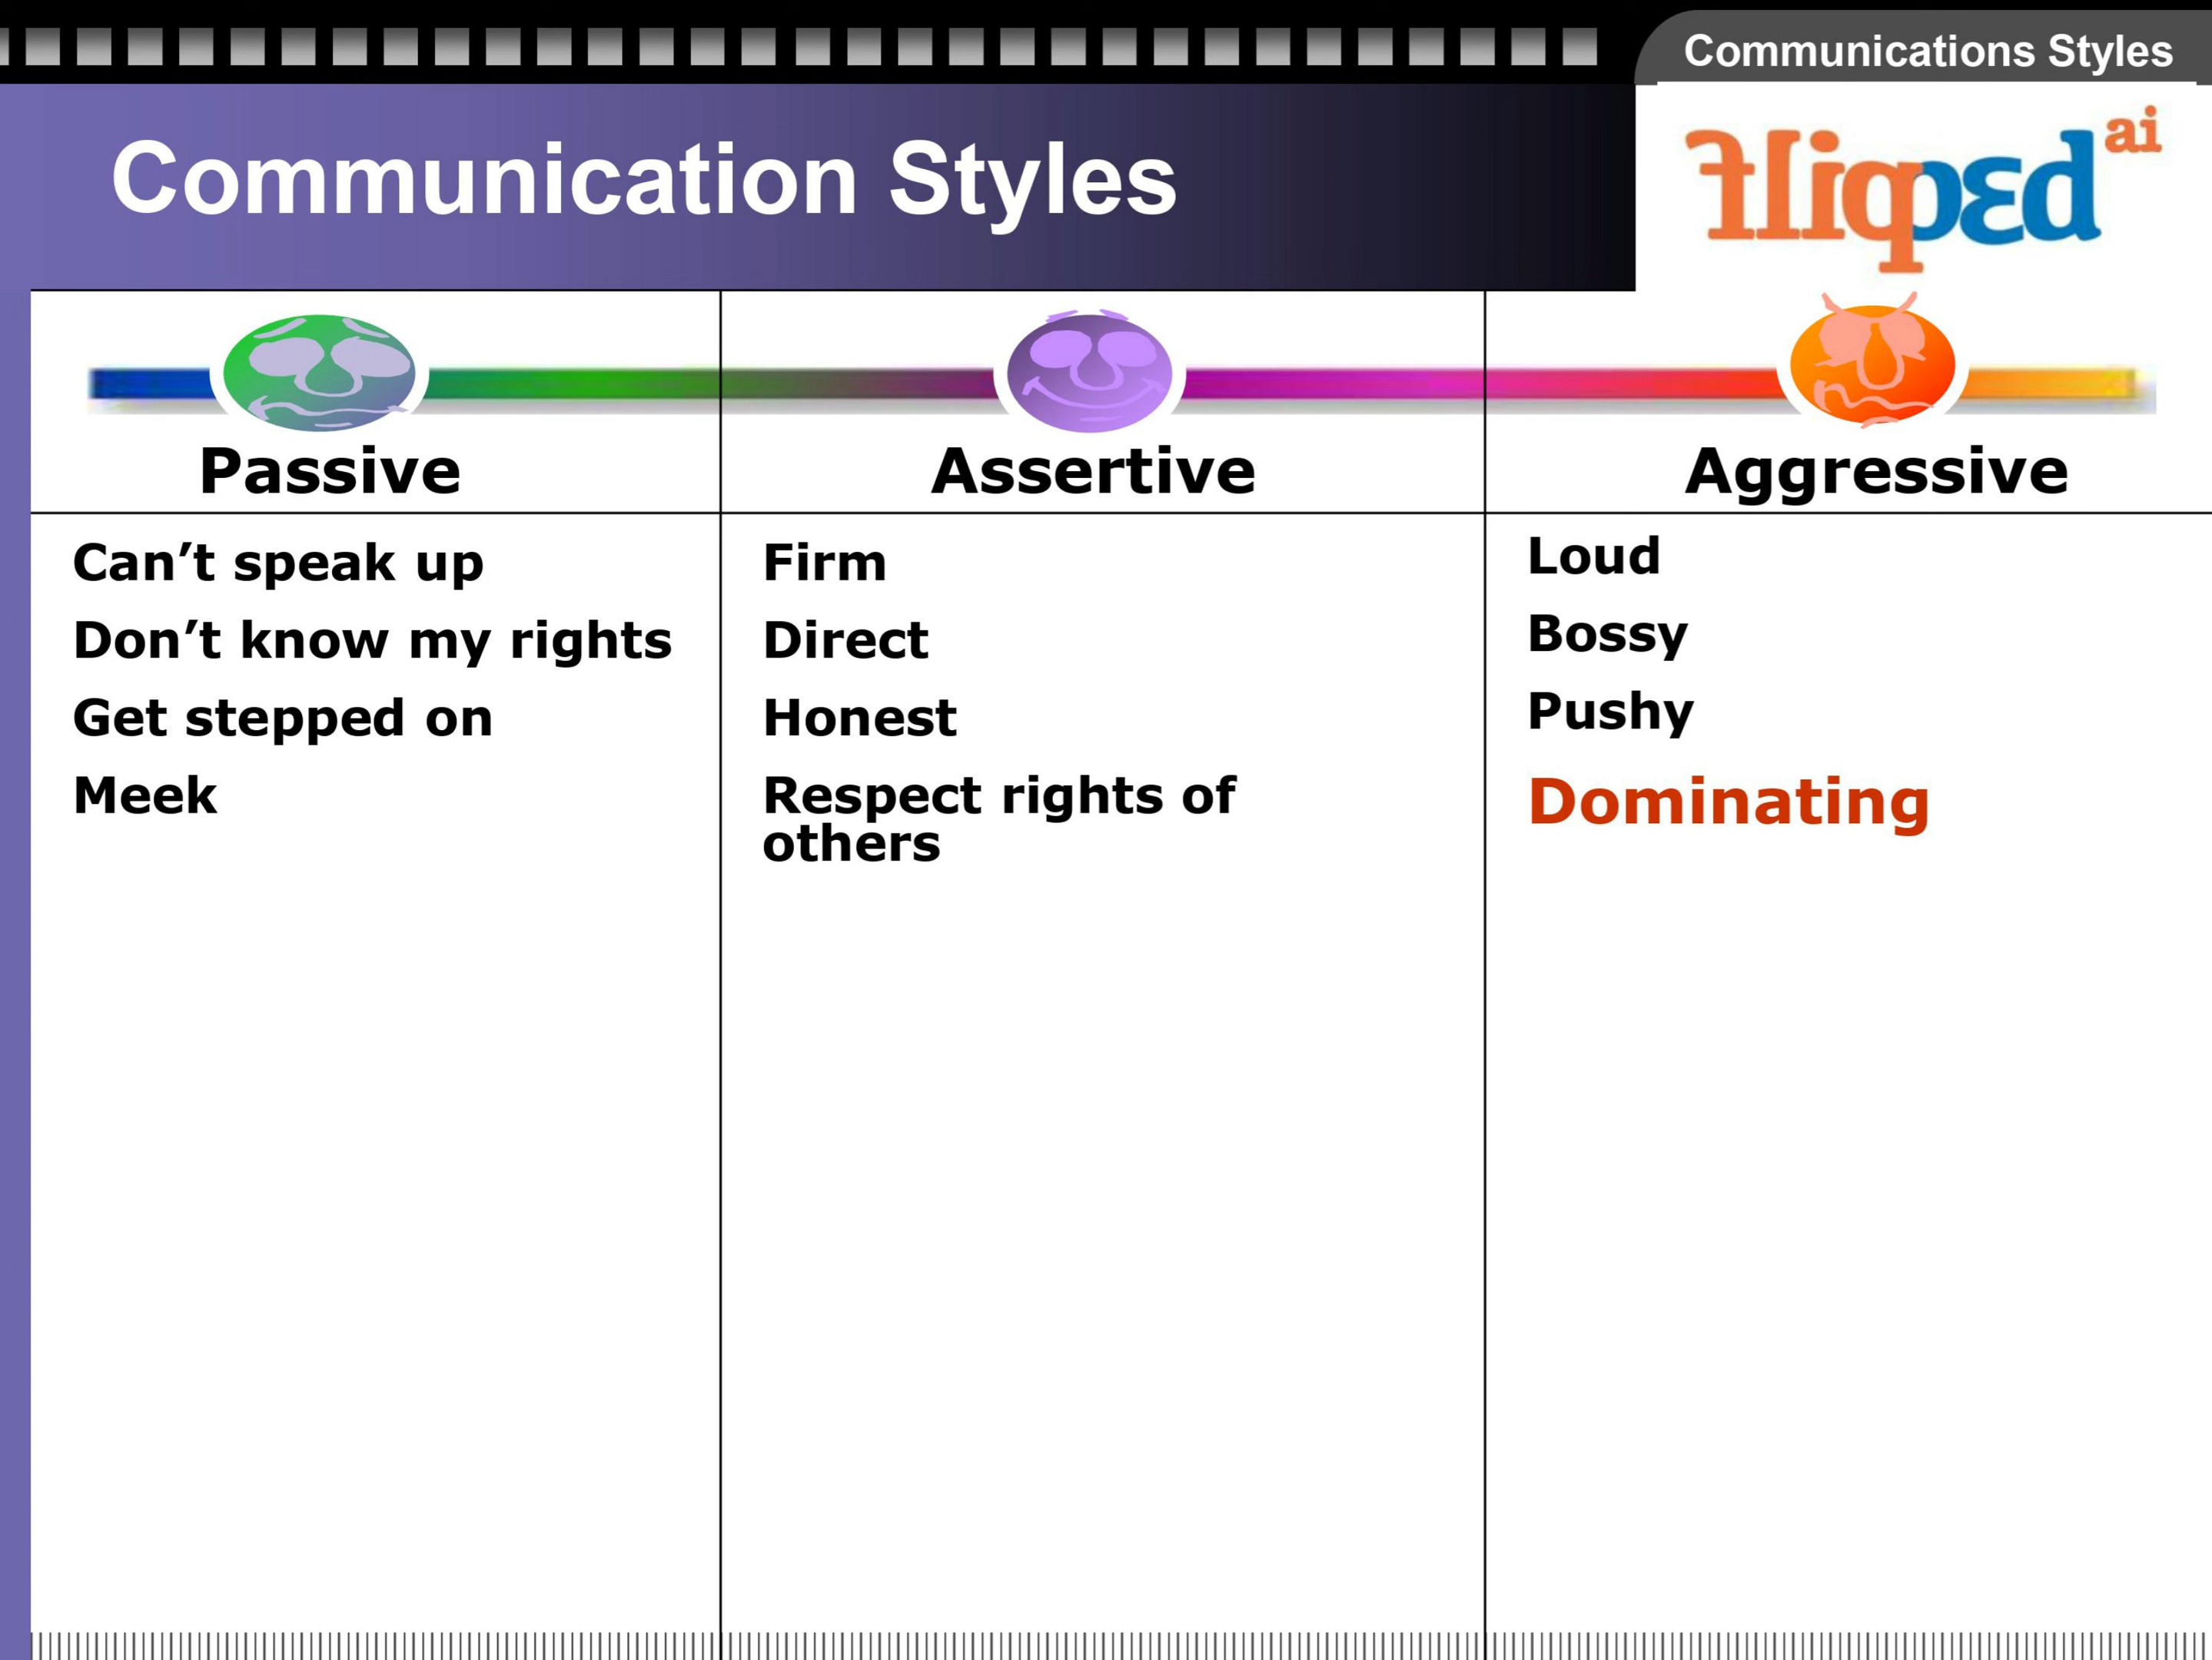 Communications Styles
Communication Styles
flipped ai
Passive
Assertive
Aggressive
Can’t speak up
Don’t know my rights
Get stepped on
Meek
Firm
Direct
Honest
Respect rights of
others
Loud
Bossy
Pushy
Dominating